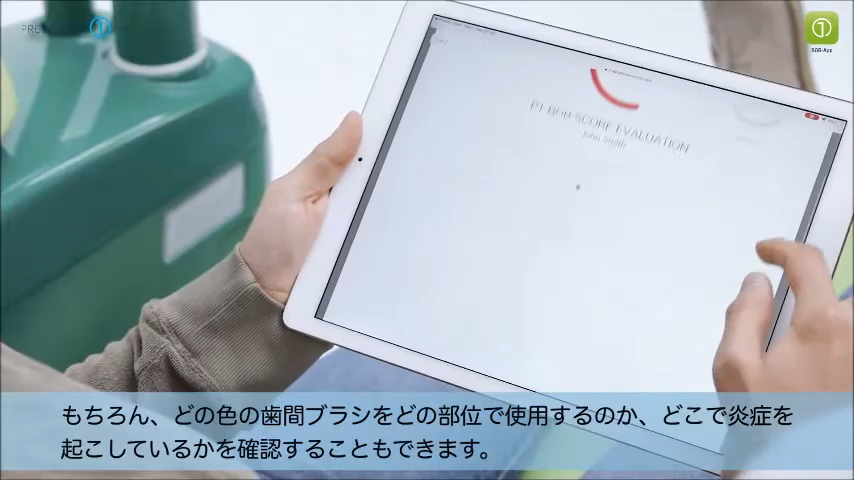 PRE
BOB-App
PT BOB SCORE EVALUATION
John Smith
もちろん、どの色の歯間ブラシをどの部位で使用するのか、どこで炎症を
起こしているかを確認することもできます。